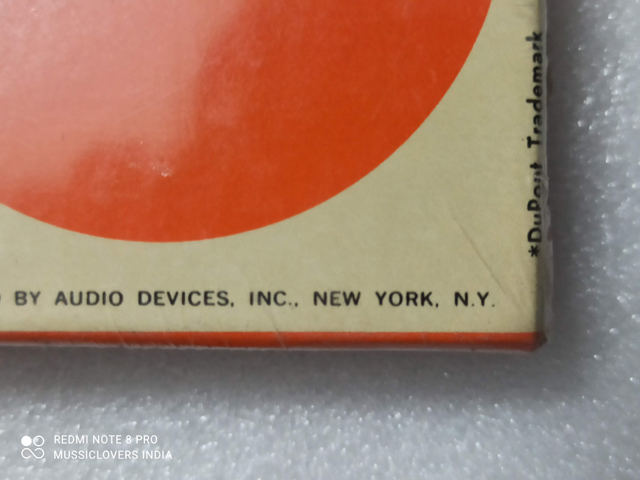 BY AUDIO DEVICES, INC., NEW YORK, N.Y.
*DuPont Trademark
REDMI NOTE 8 PRO
MUSSICLOVERS INDIA